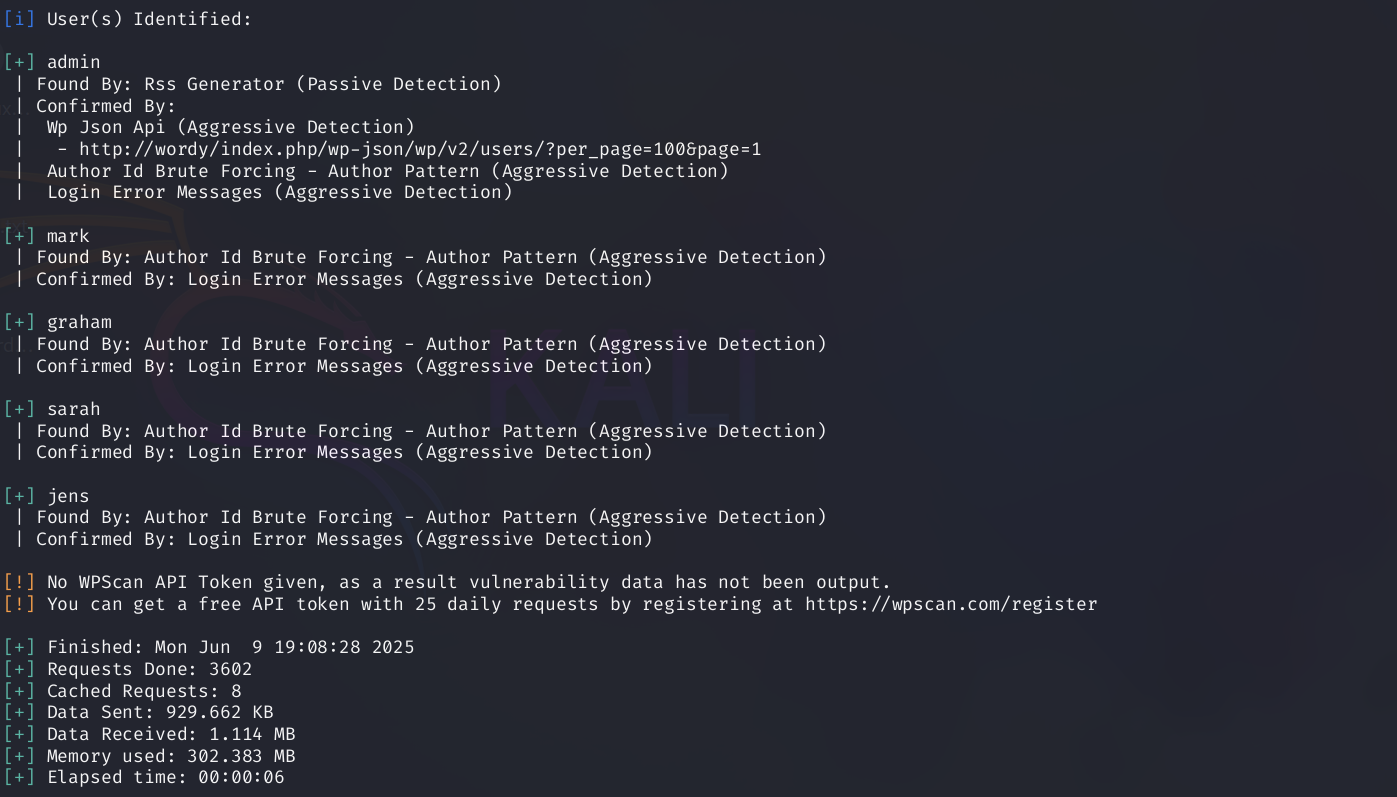 [i] User(s) Identified:
[+] admin
| Found By: Rss Generator (Passive Detection)
| Confirmed By:
| Wp Json Api (Aggressive Detection)
| - http://wordy/index.php/wp-json/wp/v2/users/?per_page=100&page=1
| Author Id Brute Forcing - Author Pattern (Aggressive Detection)
| Login Error Messages (Aggressive Detection)
[+] mark
| Found By: Author Id Brute Forcing - Author Pattern (Aggressive Detection)
| Confirmed By: Login Error Messages (Aggressive Detection)
[+] graham
| Found By: Author Id Brute Forcing - Author Pattern (Aggressive Detection)
| Confirmed By: Login Error Messages (Aggressive Detection)
[+] sarah
| Found By: Author Id Brute Forcing - Author Pattern (Aggressive Detection)
| Confirmed By: Login Error Messages (Aggressive Detection)
[+] jens
| Found By: Author Id Brute Forcing - Author Pattern (Aggressive Detection)
| Confirmed By: Login Error Messages (Aggressive Detection)
[!] No WPScan API Token given, as a result vulnerability data has not been output.
[!] You can get a free API token with 25 daily requests by registering at https://wpscan.com/register
[+] Finished: Mon Jun  9 19:08:28 2025
[+] Requests Done: 3602
[+] Cached Requests: 8
[+] Data Sent: 929.662 KB
[+] Data Received: 1.114 MB
[+] Memory used: 302.383 MB
[+] Elapsed time: 00:00:06
KALI